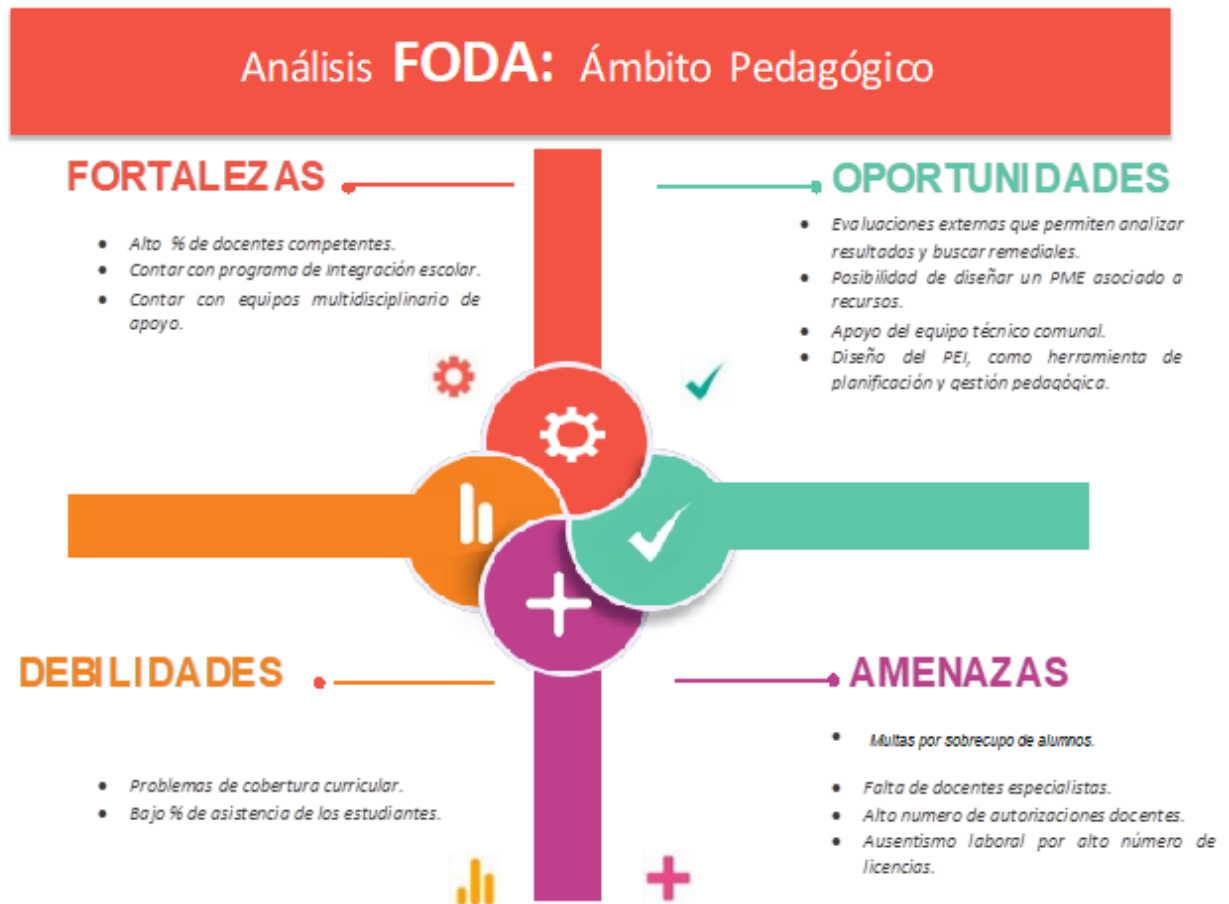 Análisis FODA: Ámbito Pedagógico
FORTALEZAS
Alto % de docentes competentes.
Contar con programa de Integración escolar.
Contar con equipos multidisciplinario de
apoyo.
OPORTUNIDADES
Evaluaciones externas que permiten analizar
resultados y buscar remediales.
Posibilidad de diseñar un PME asociado a
recursos.
Apoyo del equipo técnico comunal.
Diseño del PEI, como herramienta de
planificación y gestión pedagógica.
DEBILIDADES
Problemas de cobertura curricular.
Bajo % de asistencia de los estudiantes.
AMENAZAS
Multas por sobrecupo de alumnos.
Falta de docentes especialistas.
Alto numero de autorizaciones docentes.
Ausentismo laboral por alto número de
licencias.